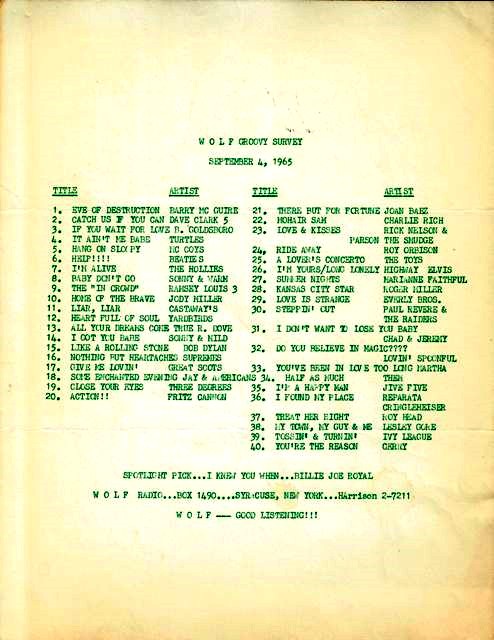 W O L F GROOVY SURVEY
SEPTEMBER 4, 1965
TITLE ARTIST TITLE ARTIST
1. EVE OF DESTRUCTION BARRY MC GUIRE
2. CATCH US IF YOU CAN DAVE CLARK 5
3. IF YOU WAIT FOR LOVE B. GOLDSBORO
4. IT AIN'T ME BABE TURTLES
5. HANG ON SLOOPY MC COYS
6. HELP!!!! BEATLES
7. I'M ALIVE THE HOLLIES
8. BABY DON'T GO SONNY & WARM
9. THE "IN CROWD" RAMSEY LOUIS 3
10. HOME OF THE BRAVE JODY MILLER
11. LIAR, LIAR CASTAWAY'S
12. HEART FULL OF SOUL YARDBIRDS
13. ALL YOUR DREAMS COME TRUE R. DOVE
14. I GOT YOU BABE SONNY & MILD
15. LIKE A ROLLING STONE BOB DYLAN
16. NOTHING BUT HEARTACHES SUPREMES
17. GIVE ME LOVIN' GREAT SCOTS
18. SOME ENCHANTED EVENING JAY & AMERICANS
19. CLOSE YOUR EYES THREE DEGREES
20. ACTION!! FRITZ CANNON
21. THERE BUT FOR FORTUNE JOAN BAEZ
22. MOHAIR SAM CHARLIE RICH
23. LOVE & KISSES RICK NELSON &
PARSON THE SMUDGE
24. RIDE AWAY ROY ORBISON
25. A LOVER'S CONCERTO THE TOYS
26. I'M YOURS/LONG LONELY HIGHWAY ELVIS
27. SUMMER NIGHTS MARIANNE FAITHFUL
28. KANSAS CITY STAR ROGER MILLER
29. LOVE IS STRANGE EVERLY BROS.
30. STEPPIN' OUT PAUL REVERE &
THE RAIDERS
31. I DON'T WANT TO LOSE YOU BABY
CHAD & JEREMY
32. DO YOU BELIEVE IN MAGIC????
LOVIN' SPOONFUL
33. YOU'VE BEEN IN LOVE TOO LONG MARTHA
34. HALF AS MUCH THEM
35. I'M A HAPPY MAN JIVE FIVE
36. I FOUND MY PLACE REPARATA
CRINGLEHEISER
37. TREAT HER RIGHT ROY HEAD
38. MY TOWN, MY GUY & ME LESLEY GORE
39. TOSSIN' & TURNIN' IVY LEAGUE
40. YOU'RE THE REASON GERRY
SPOTLIGHT PICK...I KNEW YOU WHEN...BILLIE JOE ROYAL
W O L F RADIO...BOX 1490...SYRACUSE, NEW YORK...HArrison 2-7211
W O L F --- GOOD LISTENING!!!